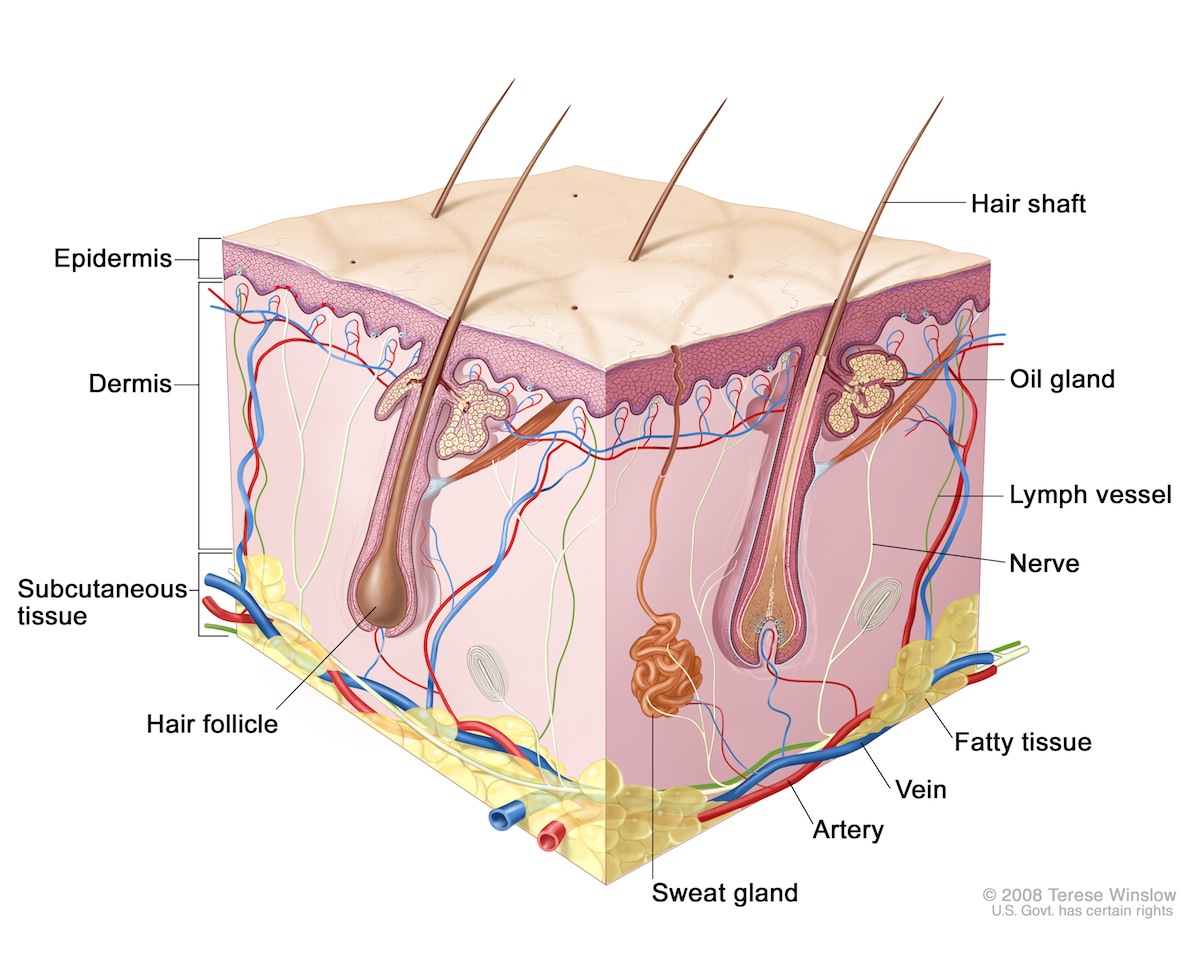 Hair shaft
Epidermis
Dermis
Oil gland
Lymph vessel
Nerve
Subcutaneous
tissue
Hair follicle
Fatty tissue
Vein
Artery
Sweat gland
© 2008 Terese Winslow
U.S. Govt. has certain rights